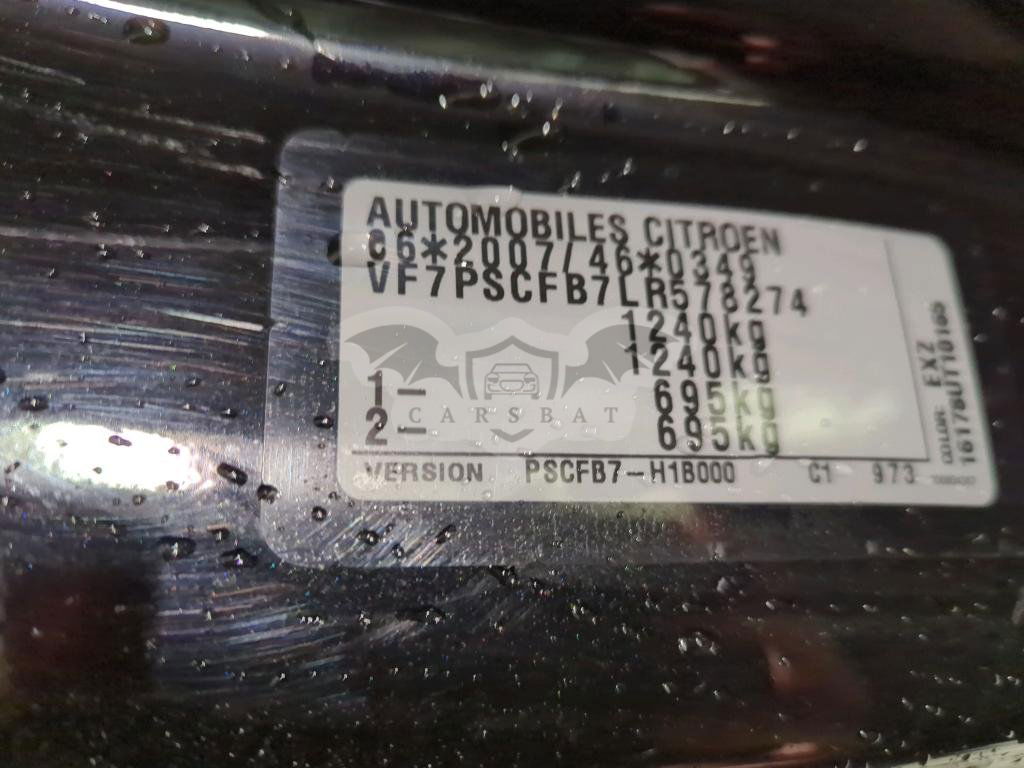 AUTOMOBILES CITROEN
C6*2007/46*0349
VF7PSCFB7LR578274
1240kg
1240kg
1- 695kg
2- 695kg
CARSBAT
VERSION PSCFB7-H1B000 C1 973
COLOR: EXZ